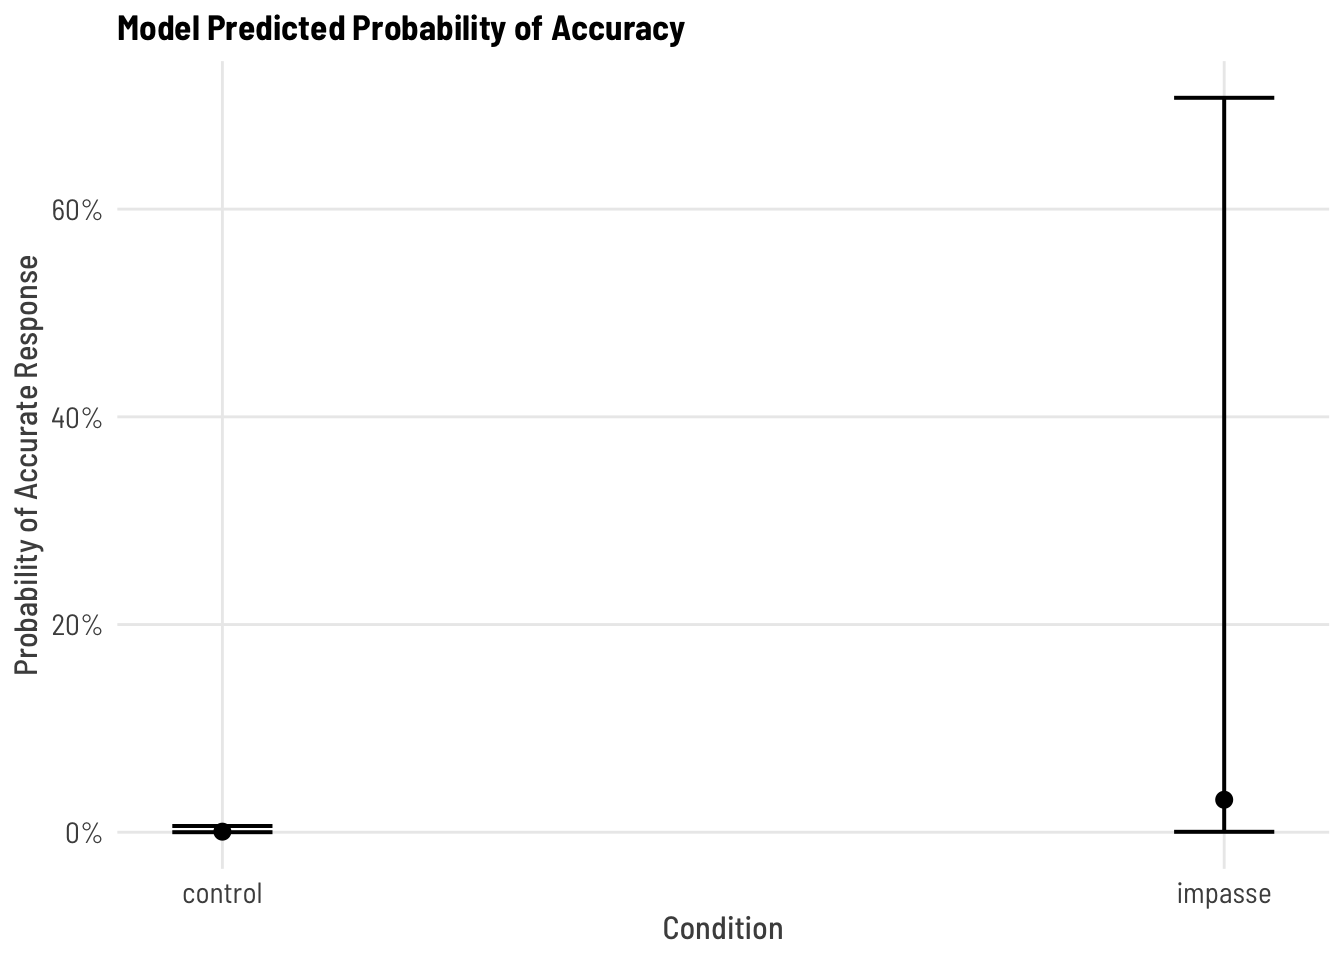 Model Predicted Probability of Accuracy
Probability of Accurate Response
60%
40%
20%
0%
control
impasse
Condition